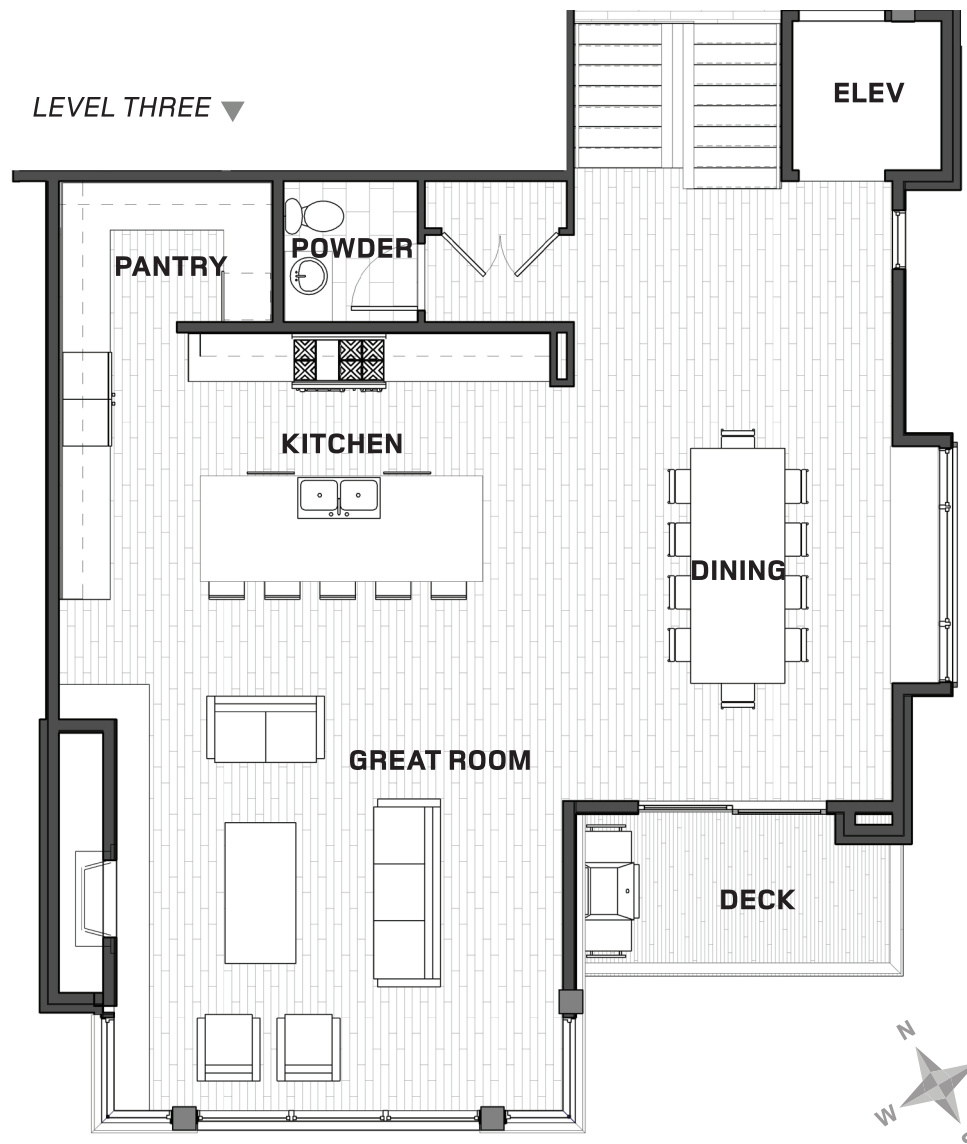 LEVEL THREE
ELEV
POWDER
PANTRY
KITCHEN
DINING
GREAT ROOM
DECK
N
W